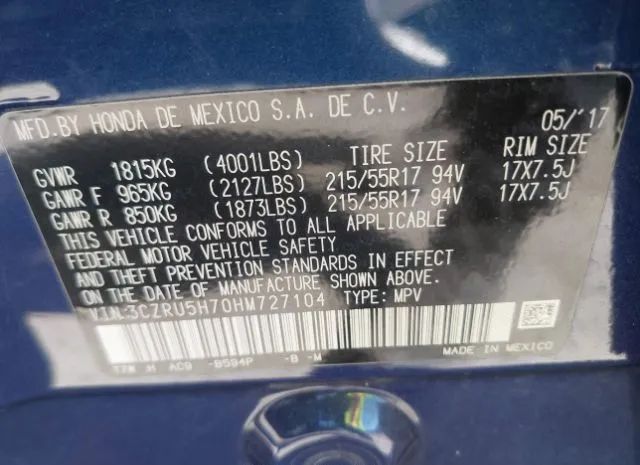 MFD.BY HONDA DE MEXICO S.A. DE C.V. 05/'17
GVWR 1815KG (4001LBS) TIRE SIZE RIM SIZE
GAWR F 965KG (2127LBS) 215/55R17 94V 17X7.5J
GAWR R 850KG (1873LBS) 215/55R17 94V 17X7.5J
THIS VEHICLE CONFORMS TO ALL APPLICABLE
FEDERAL MOTOR VEHICLE SAFETY
AND THEFT PREVENTION STANDARDS IN EFFECT
ON THE DATE OF MANUFACTURE SHOWN ABOVE.
V.I.N:3CZRU5H70HM727104 TYPE: MPV
H AC9 -B594P -B -M MADE IN MEXICO